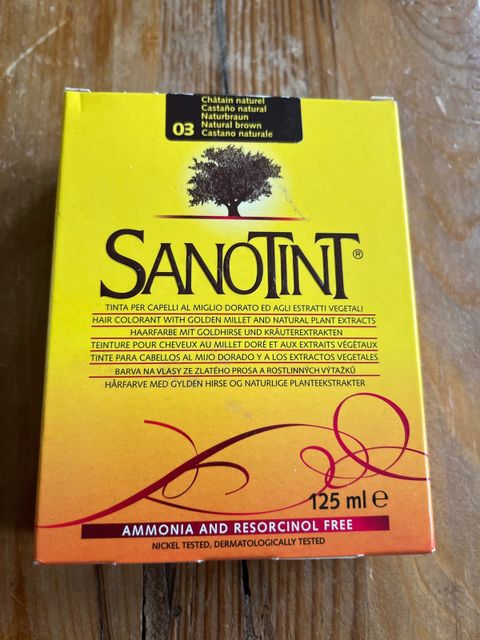 Châtain naturel
Castaño natural
Naturbraun
03 Natural brown
Castano naturale
SANOTINT®
TINTA PER CAPELLI AL MIGLIO DORATO ED AGLI ESTRATTI VEGETALI
HAIR COLORANT WITH GOLDEN MILLET AND NATURAL PLANT EXTRACTS
HAARFARBE MIT GOLDHIRSE UND KRÄUTEREXTRAKTEN
TEINTURE POUR CHEVEUX AU MILLET DORÉ ET AUX EXTRAITS VÉGÉTAUX
TINTE PARA CABELLOS AL MIJO DORADO Y A LOS EXTRACTOS VEGETALES
BARVA NA VLASY ZE ZLATÉHO PROSA A ROSTLINNÝCH VÝTAŽKŮ
HÅRFARVE MED GYLDEN HIRSE OG NATURLIGE PLANTEEKSTRAKTER
125 ml ℮
AMMONIA AND RESORCINOL FREE
NICKEL TESTED, DERMATOLOGICALLY TESTED